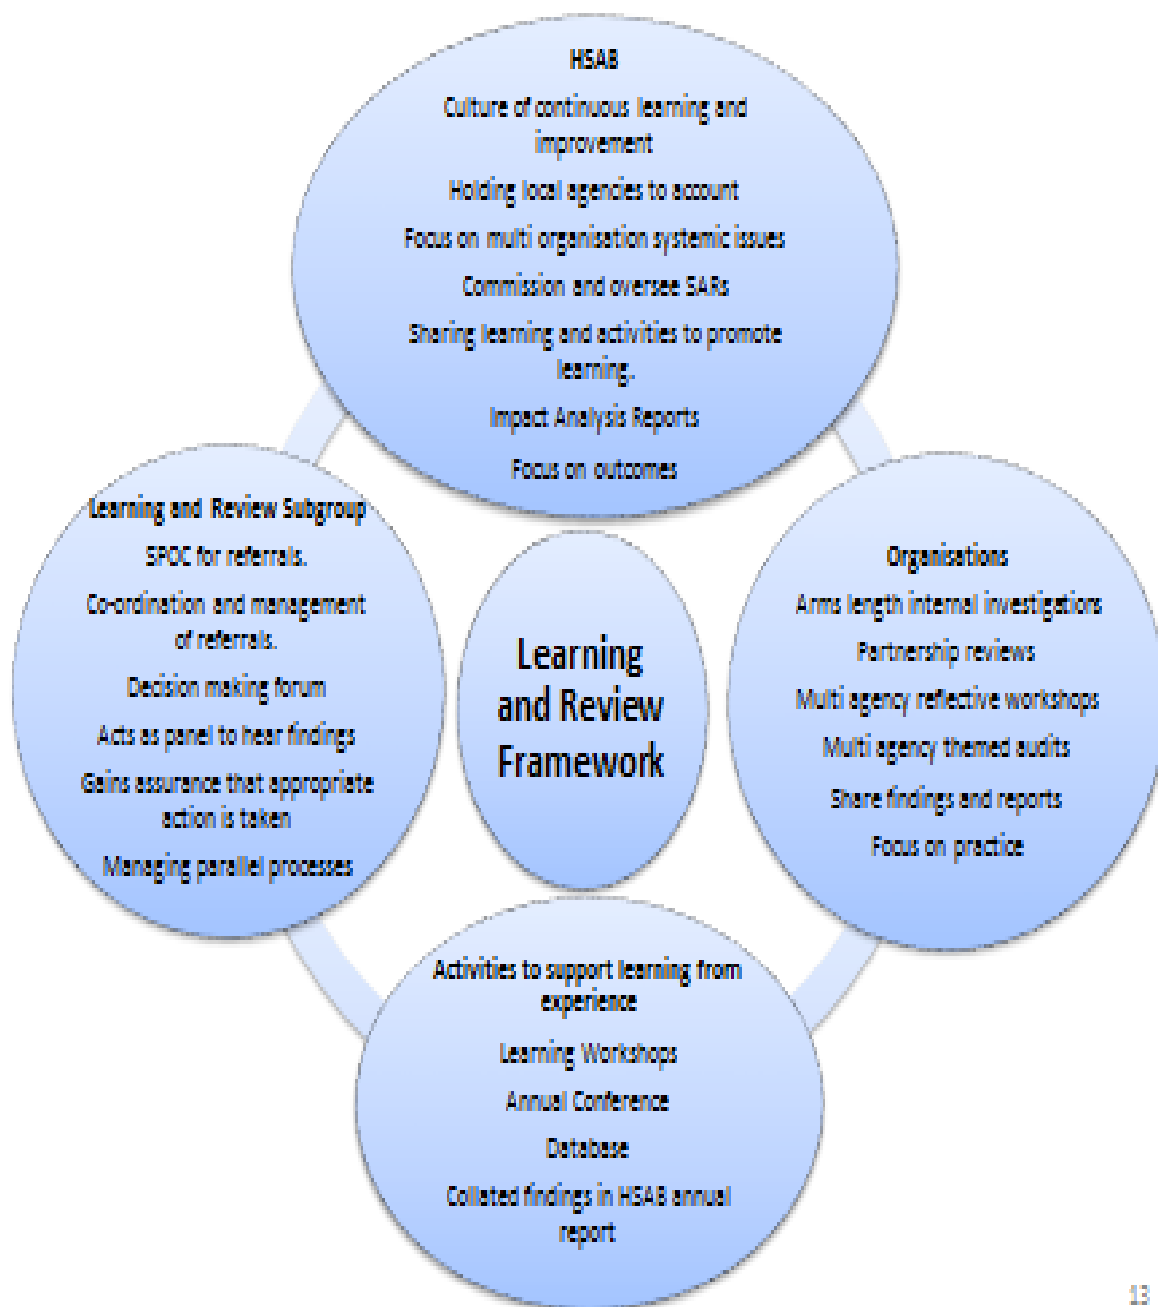 HSAB
Culture of continuous learning and
improvement
Holding local agencies to account
Focus on multi organisation systemic issues
Commission and oversee SARs
Sharing learning and activities to promote
learning.
Impact Analysis Reports
Focus on outcomes
Learning and Review Subgroup
SPOC for referrals.
Co-ordination and management
of referrals.
Decision making forum
Acts as panel to hear findings
Gains assurance that appropriate
action is taken
Managing parallel processes
Learning
and Review
Framework
Organisations
Arms length internal investigations
Partnership reviews
Multi agency reflective workshops
Multi agency themed audits
Share findings and reports
Focus on practice
Activities to support learning from
experience
Learning Workshops
Annual Conference
Database
Collated findings in HSAB annual
report
13